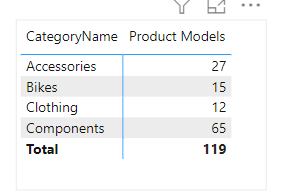 CategoryName Product Models
Accessories 27
Bikes 15
Clothing 12
Components 65
Total 119